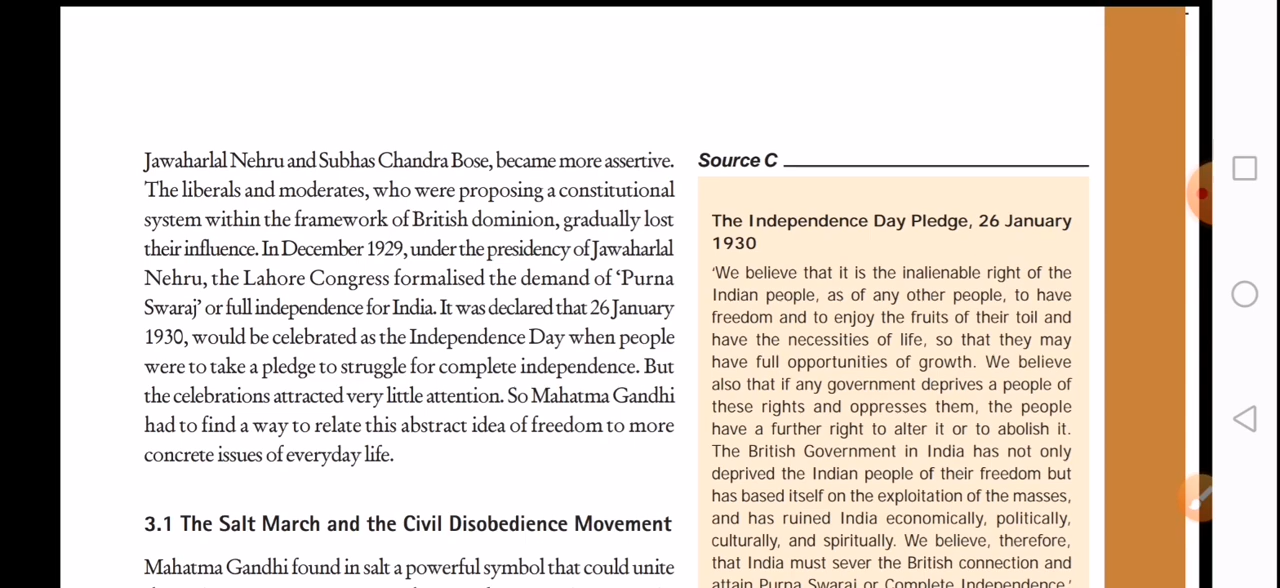 Jawaharlal Nehru and Subhas Chandra Bose, became more assertive.
The liberals and moderates, who were proposing a constitutional
system within the framework of British dominion, gradually lost
their influence. In December 1929, under the presidency of Jawaharlal
Nehru, the Lahore Congress formalised the demand of ‘Purna
Swaraj’ or full independence for India. It was declared that 26 January
1930, would be celebrated as the Independence Day when people
were to take a pledge to struggle for complete independence. But
the celebrations attracted very little attention. So Mahatma Gandhi
had to find a way to relate this abstract idea of freedom to more
concrete issues of everyday life.
3.1 The Salt March and the Civil Disobedience Movement
Mahatma Gandhi found in salt a powerful symbol that could unite
Source C
The Independence Day Pledge, 26 January
1930
‘We believe that it is the inalienable right of the
Indian people, as of any other people, to have
freedom and to enjoy the fruits of their toil and
have the necessities of life, so that they may
have full opportunities of growth. We believe
also that if any government deprives a people of
these rights and oppresses them, the people
have a further right to alter it or to abolish it.
The British Government in India has not only
deprived the Indian people of their freedom but
has based itself on the exploitation of the masses,
and has ruined India economically, politically,
culturally, and spiritually. We believe, therefore,
that India must sever the British connection and
attain Purna Swaraj or Complete Independence.’